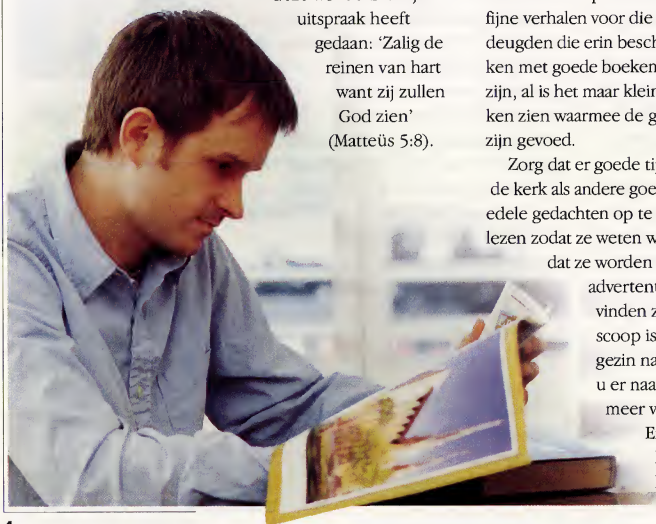 uitspraak heeft
gedaan: ‘Zalig de
reinen van hart
want zij zullen
God zien’
(Matteüs 5:8).
fijne verhalen voor die
deugden die erin besch
ken met goede boeken
zijn, al is het maar klein
ken zien waarmee de g
zijn gevoed.
Zorg dat er goede tij
de kerk als andere goe
edele gedachten op te
lezen zodat ze weten w
dat ze worden
advertent
vinden z
scoop is
gezin na
u er naa
meer v
E